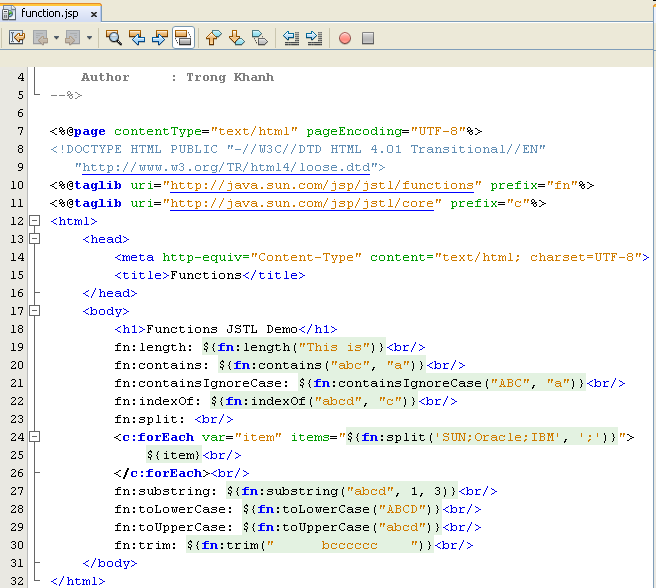 function.jsp x
4 Author : Trong Khanh
5 --%>
6
7 <%@page contentType="text/html" pageEncoding="UTF-8"%>
8 <!DOCTYPE HTML PUBLIC "-//W3C//DTD HTML 4.01 Transitional//EN"
9 "http://www.w3.org/TR/html4/loose.dtd">
10 <%@taglib uri="http://java.sun.com/jsp/jstl/functions" prefix="fn"%>
11 <%@taglib uri="http://java.sun.com/jsp/jstl/core" prefix="c"%>
12 <html>
13 <head>
14 <meta http-equiv="Content-Type" content="text/html; charset=UTF-8">
15 <title>Functions</title>
16 </head>
17 <body>
18 <h1>Functions JSTL Demo</h1>
19 fn:length: ${fn:length("This is")}<br/>
20 fn:contains: ${fn:contains("abc", "a")}<br/>
21 fn:containsIgnoreCase: ${fn:containsIgnoreCase("ABC", "a")}<br/>
22 fn:indexOf: ${fn:indexOf("abcd", "c")}<br/>
23 fn:split: <br/>
24 <c:forEach var="item" items="${fn:split('SUN;Oracle;IBM', ';')}">
25 ${item}<br/>
26 </c:forEach><br/>
27 fn:substring: ${fn:substring("abcd", 1, 3)}<br/>
28 fn:toLowerCase: ${fn:toLowerCase("ABCD")}<br/>
29 fn:toUpperCase: ${fn:toUpperCase("abcd")}<br/>
30 fn:trim: ${fn:trim("      bcccccc    ")}<br/>
31 </body>
32 </html>